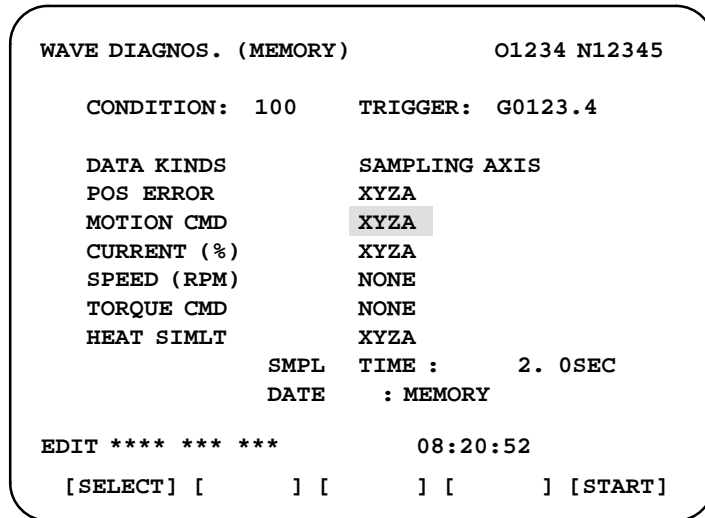 WAVE DIAGNOS. (MEMORY) O1234 N12345
CONDITION: 100 TRIGGER: G0123.4
DATA KINDS SAMPLING AXIS
POS ERROR XYZA
MOTION CMD XYZA
CURRENT (%) XYZA
SPEED (RPM) NONE
TORQUE CMD NONE
HEAT SIMLT XYZA
SMPL TIME : 2. 0SEC
DATE : MEMORY
EDIT **** *** *** 08:20:52
[SELECT] [ ] [ ] [ ] [START]